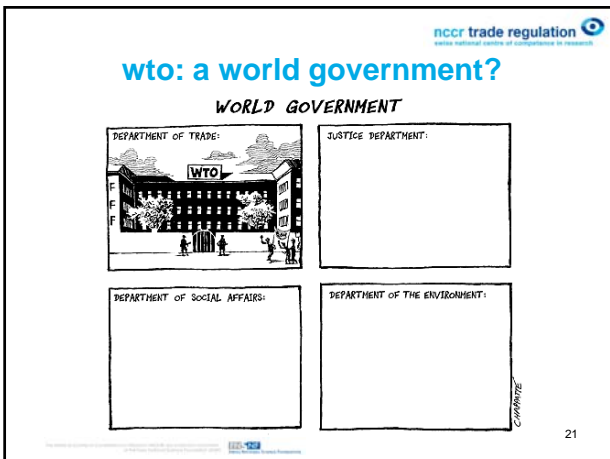 nccr trade regulation
swiss national centre of competence in research
wto: a world government?
WORLD GOVERNMENT
DEPARTMENT OF TRADE:
WTO
JUSTICE DEPARTMENT:
DEPARTMENT OF SOCIAL AFFAIRS:
DEPARTMENT OF THE ENVIRONMENT:
CHAPPATTE
21